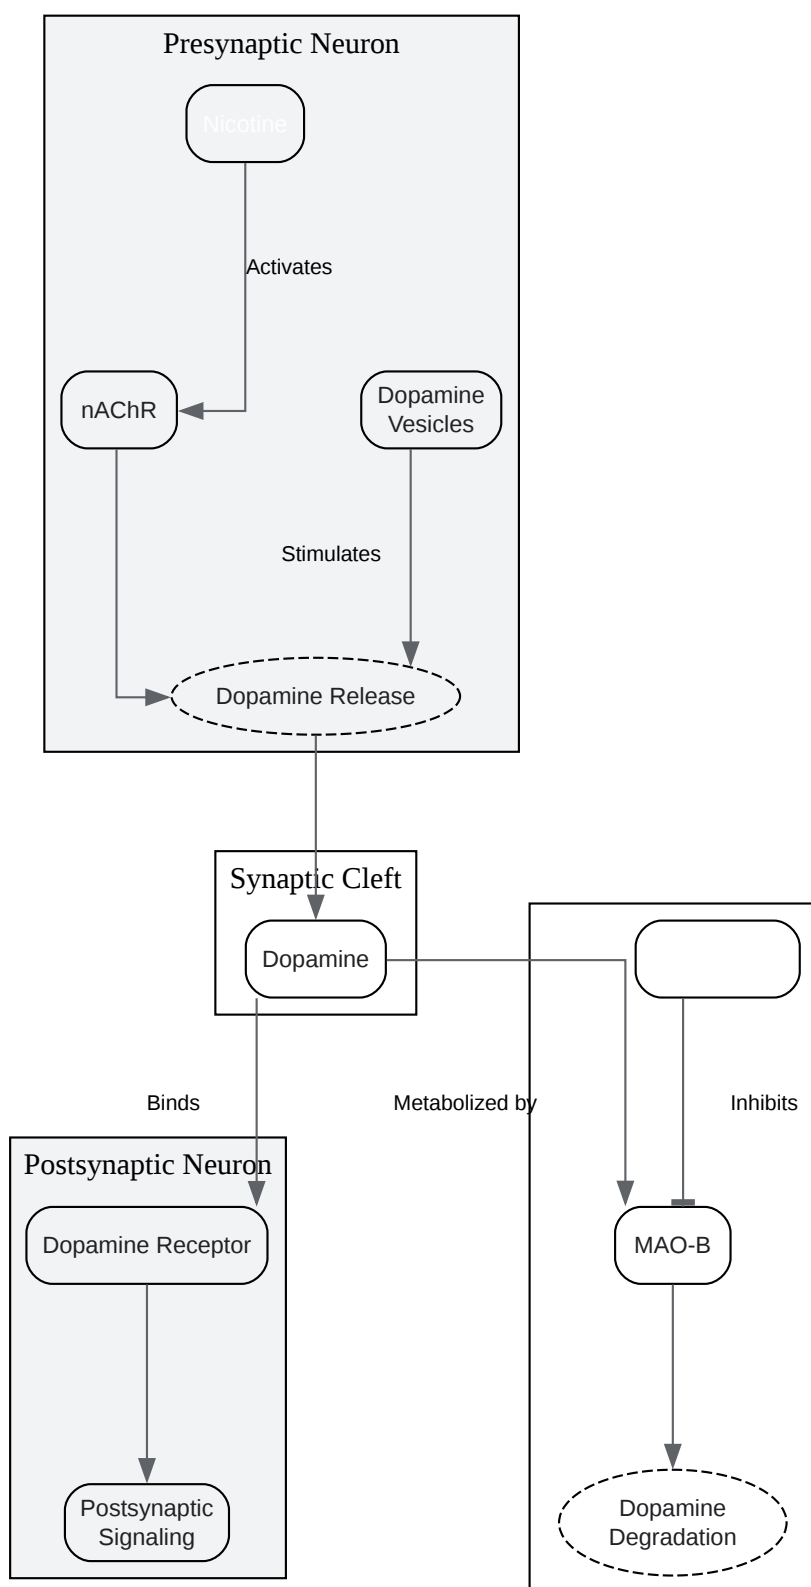 Presynaptic Neuron
Nicotine
Activates
nAChR
Dopamine
Vesicles
Stimulates
Dopamine Release
Synaptic Cleft
Dopamine
Binds
Metabolized by
Inhibits
Postsynaptic Neuron
Dopamine Receptor
MAO-B
Postsynaptic
Signaling
Dopamine
Degradation